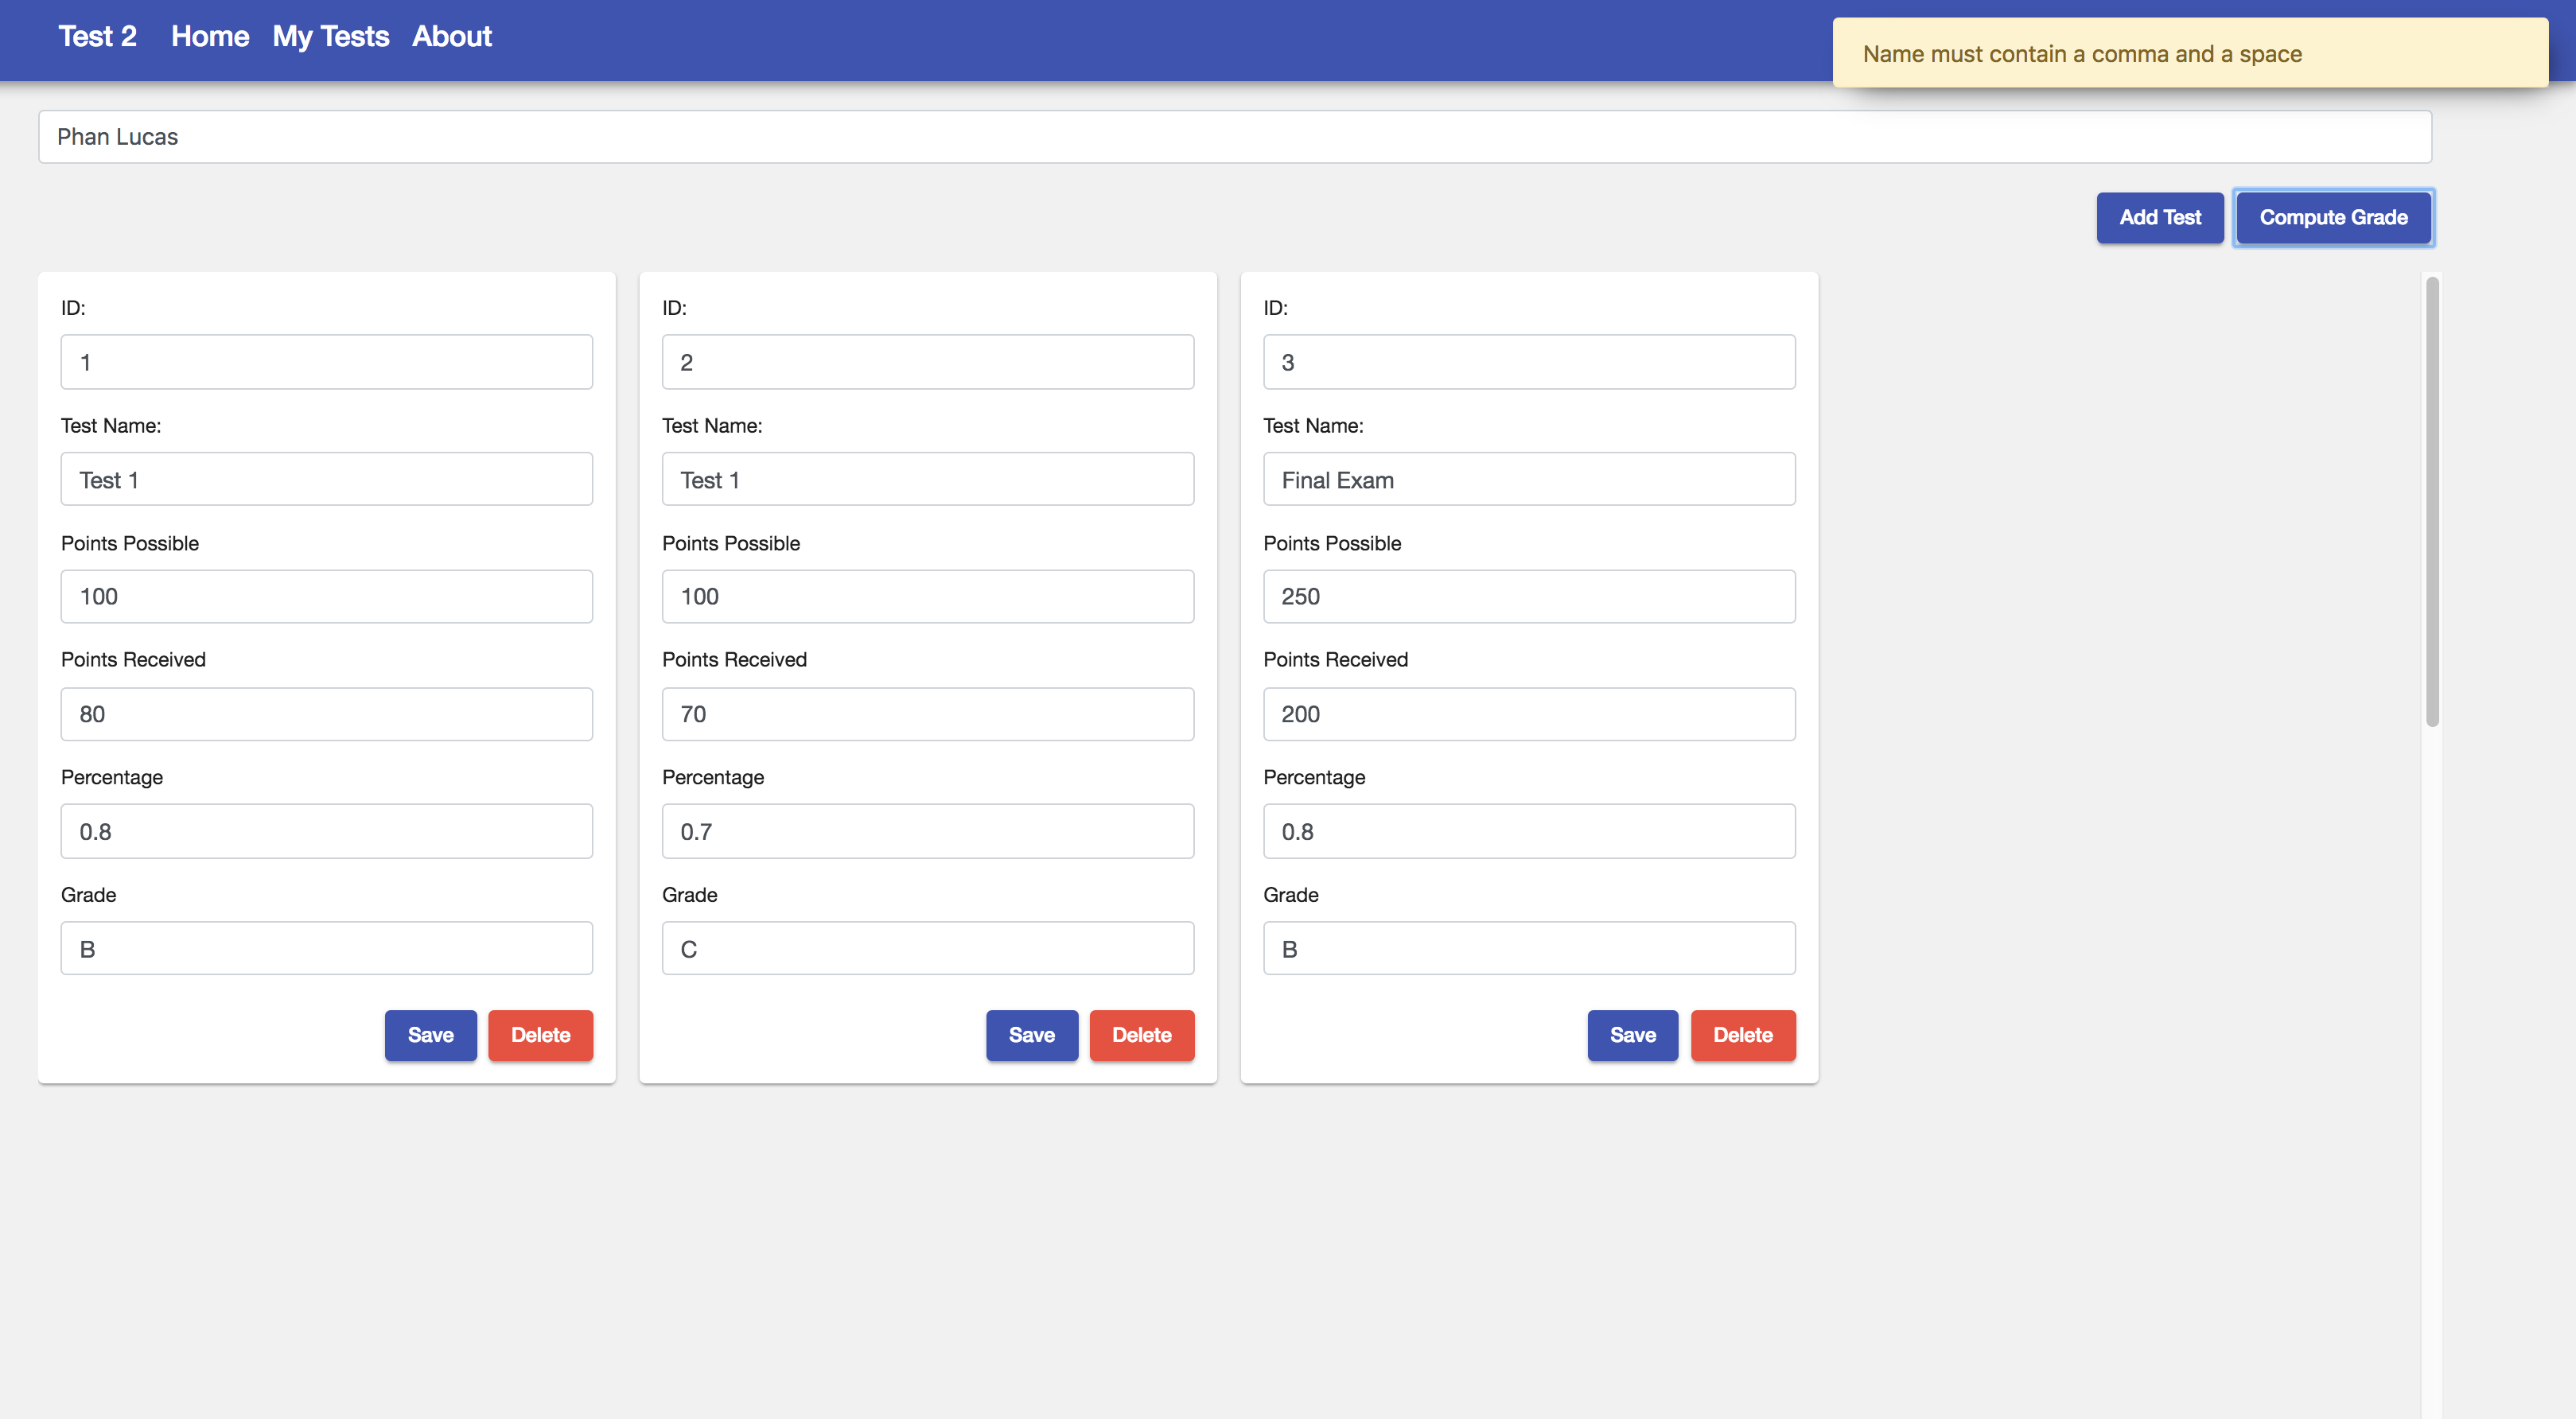 Test 2 Home My Tests About
Name must contain a comma and a space
Phan Lucas
Add Test Compute Grade
ID:
1
Test Name:
Test 1
Points Possible
100
Points Received
80
Percentage
0.8
Grade
B
Save Delete
ID:
2
Test Name:
Test 1
Points Possible
100
Points Received
70
Percentage
0.7
Grade
C
Save Delete
ID:
3
Test Name:
Final Exam
Points Possible
250
Points Received
200
Percentage
0.8
Grade
B
Save Delete